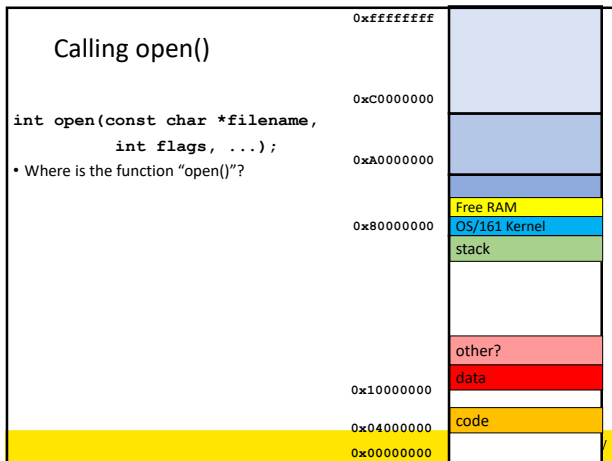 Calling open()
int open(const char *filename,
int flags, ...);
• Where is the function “open()”?
0xffffffff
0xC0000000
0xA0000000
0x80000000
0x10000000
0x04000000
0x00000000
Free RAM
OS/161 Kernel
stack
other?
data
code